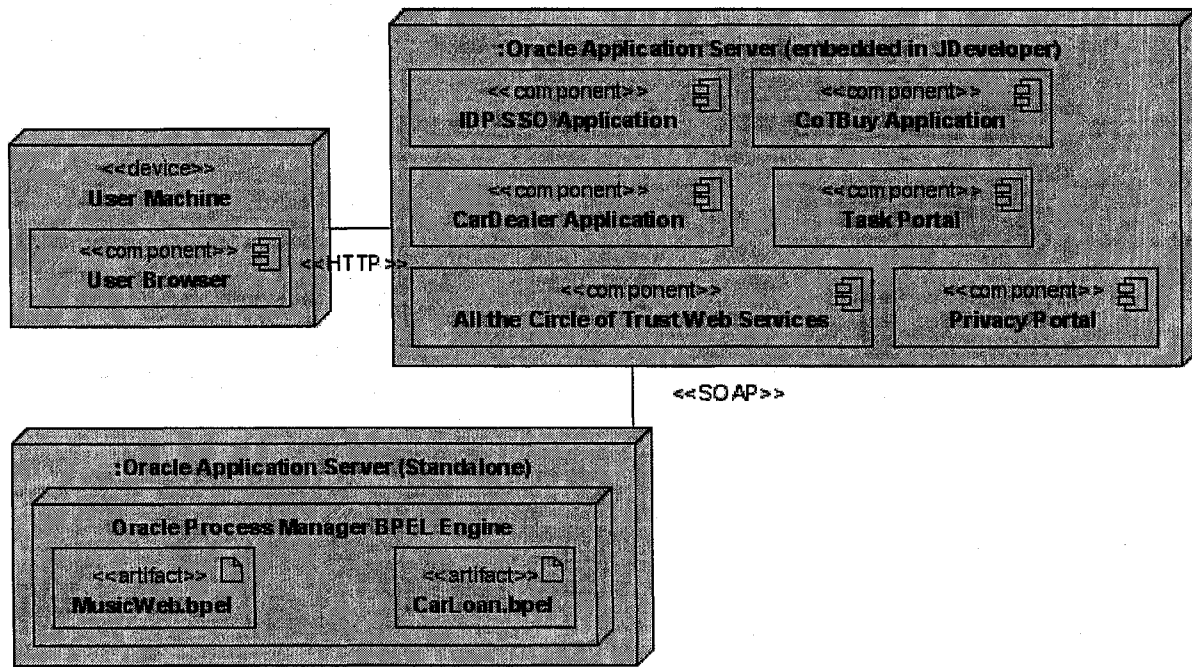 :Oracle Application Server (embedded in JDeveloper)
<<component>>
IDP.SSO Application
<<component>>
CoTBuy Application
<<device>>
User Machine
<<component>>
User Browser
<<HTTP>>
<<component>>
CarDealer Application
<<component>>
Task Portal
<<component>>
All the Circle of Trust Web Services
<<component>>
Privacy Portal
<<SOAP>>
:Oracle Application Server (Standalone)
Oracle Process Manager BPEL Engine
<<artifact>>
MusicWeb.bpel
<<artifact>>
CarLoan.bpel